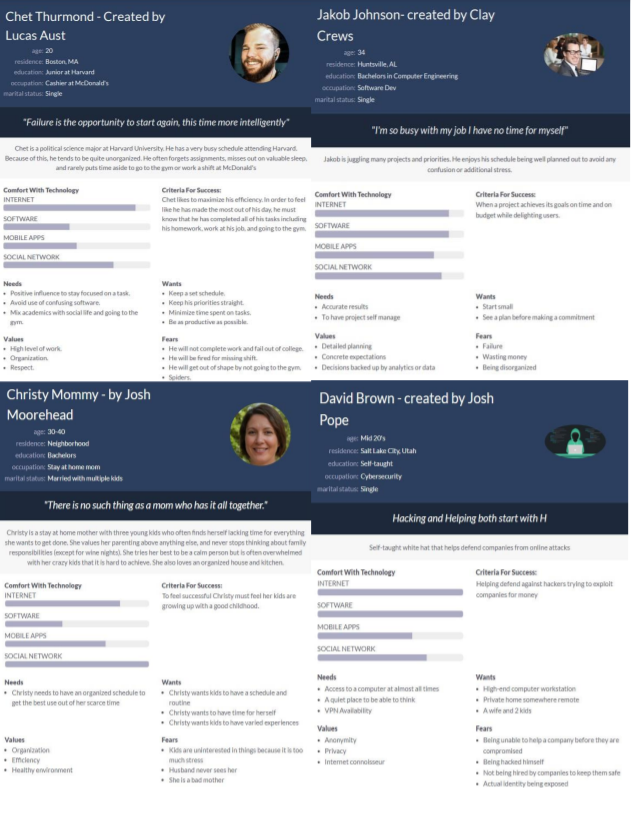 Chet Thurmond - Created by
Lucas Aust
age: 20
residence: Boston, MA
education: Junior at Harvard
occupation: Cashier at McDonald's
marital status: Single
"Failure is the opportunity to start again, this time more intelligently"
Chet is a political science major at Harvard University. He has a very busy schedule attending Harvard.
Because of this, he tends to be quite unorganized. He often forgets assignments, misses out on valuable sleep,
and rarely puts time aside to go to the gym or work a shift at McDonald's
Comfort With Technology
INTERNET
SOFTWARE
MOBILE APPS
SOCIAL NETWORK
Criteria For Success:
Chet likes to maximize his efficiency. In order to feel
like he has made the most out of his day, he must
know that he has completed all of his tasks including
his homework, work at his job, and going to the gym.
Needs
• Positive influence to stay focused on a task.
• Avoid use of confusing software.
• Mix academics with social life and going to the
gym.
Wants
• Keep a set schedule.
• Keep his priorities straight.
• Minimize time spent on tasks.
• Be as productive as possible.
Values
• High level of work.
• Organization.
• Respect.
Fears
• He will not complete work and fail out of college.
• He will be fired for missing shift.
• He will get out of shape by not going to the gym.
• Spiders.
Jakob Johnson- created by Clay
Crews
age: 34
residence: Huntsville, AL
education: Bachelors in Computer Engineering
occupation: Software Dev
marital status: Single
"I'm so busy with my job I have no time for myself"
Jakob is juggling many projects and priorities. He enjoys his schedule being well planned out to avoid any
confusion or additional stress.
Comfort With Technology
INTERNET
SOFTWARE
MOBILE APPS
SOCIAL NETWORK
Criteria For Success:
When a project achieves its goals on time and on
budget while delighting users.
Needs
• Accurate results
• To have project self manage
Wants
• Start small
• See a plan before making a commitment
Values
• Detailed planning
• Concrete expectations
• Decisions backed up by analytics or data
Fears
• Failure
• Wasting money
• Being disorganized
Christy Mommy - by Josh
Moorehead
age: 30-40
residence: Neighborhood
education: Bachelors
occupation: Stay at home mom
marital status: Married with multiple kids
"There is no such thing as a mom who has it all together."
Christy is a stay at home mother with three young kids who often finds herself lacking time for everything
she wants to get done. She values her parenting above anything else, and never stops thinking about family
responsibilities (except for wine nights). She tries her best to be a calm person but is often overwhelmed
with her crazy kids that it is hard to achieve. She also loves an organized house and kitchen.
Comfort With Technology
INTERNET
SOFTWARE
MOBILE APPS
SOCIAL NETWORK
Criteria For Success:
To feel successful Christy must feel her kids are
growing up with a good childhood.
Needs
• Christy needs to have an organized schedule to
get the best use out of her scarce time
Wants
• Christy wants kids to have a schedule and
routine
• Christy wants to have time for herself
• Christy wants kids to have varied experiences
Values
• Organization
• Efficiency
• Healthy environment
Fears
• Kids are uninterested in things because it is too
much stress
• Husband never sees her
• She is a bad mother
David Brown - created by Josh
Pope
age: Mid 20's
residence: Salt Lake City, Utah
education: Self-taught
occupation: Cybersecurity
marital status: Single
Hacking and Helping both start with H
Self-taught white hat that helps defend companies from online attacks
Comfort With Technology
INTERNET
SOFTWARE
MOBILE APPS
SOCIAL NETWORK
Criteria For Success:
Helping defend against hackers trying to exploit
companies for money
Needs
• Access to a computer at almost all times
• A quiet place to be able to think
• VPN Availability
Wants
• High-end computer workstation
• Private home somewhere remote
• A wife and 2 kids
Values
• Anonymity
• Privacy
• Internet connoisseur
Fears
• Being unable to help a company before they are
compromised
• Being hacked himself
• Not being hired by companies to keep them safe
• Actual identity being exposed